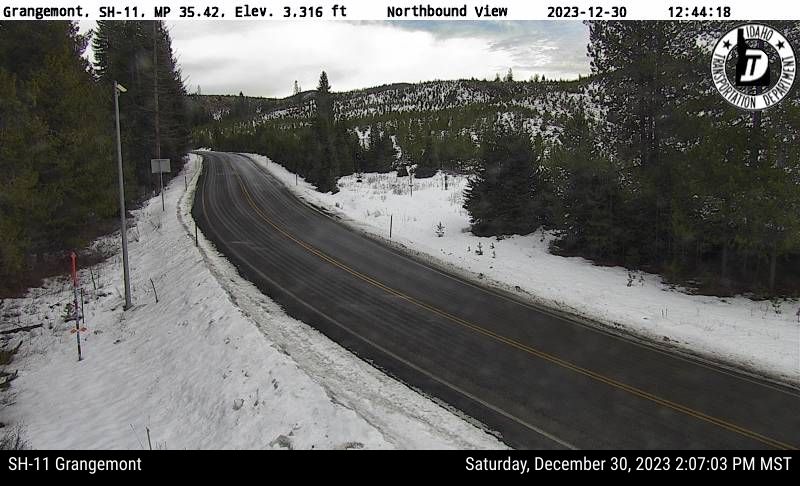 Grangemont, SH-11, MP 35.42, Elev. 3,316 ft Northbound View 2023-12-30 12:44:18
IDAHO
TRANSPORTATION DEPARTMENT
SH-11 Grangemont Saturday, December 30, 2023 2:07:03 PM MST